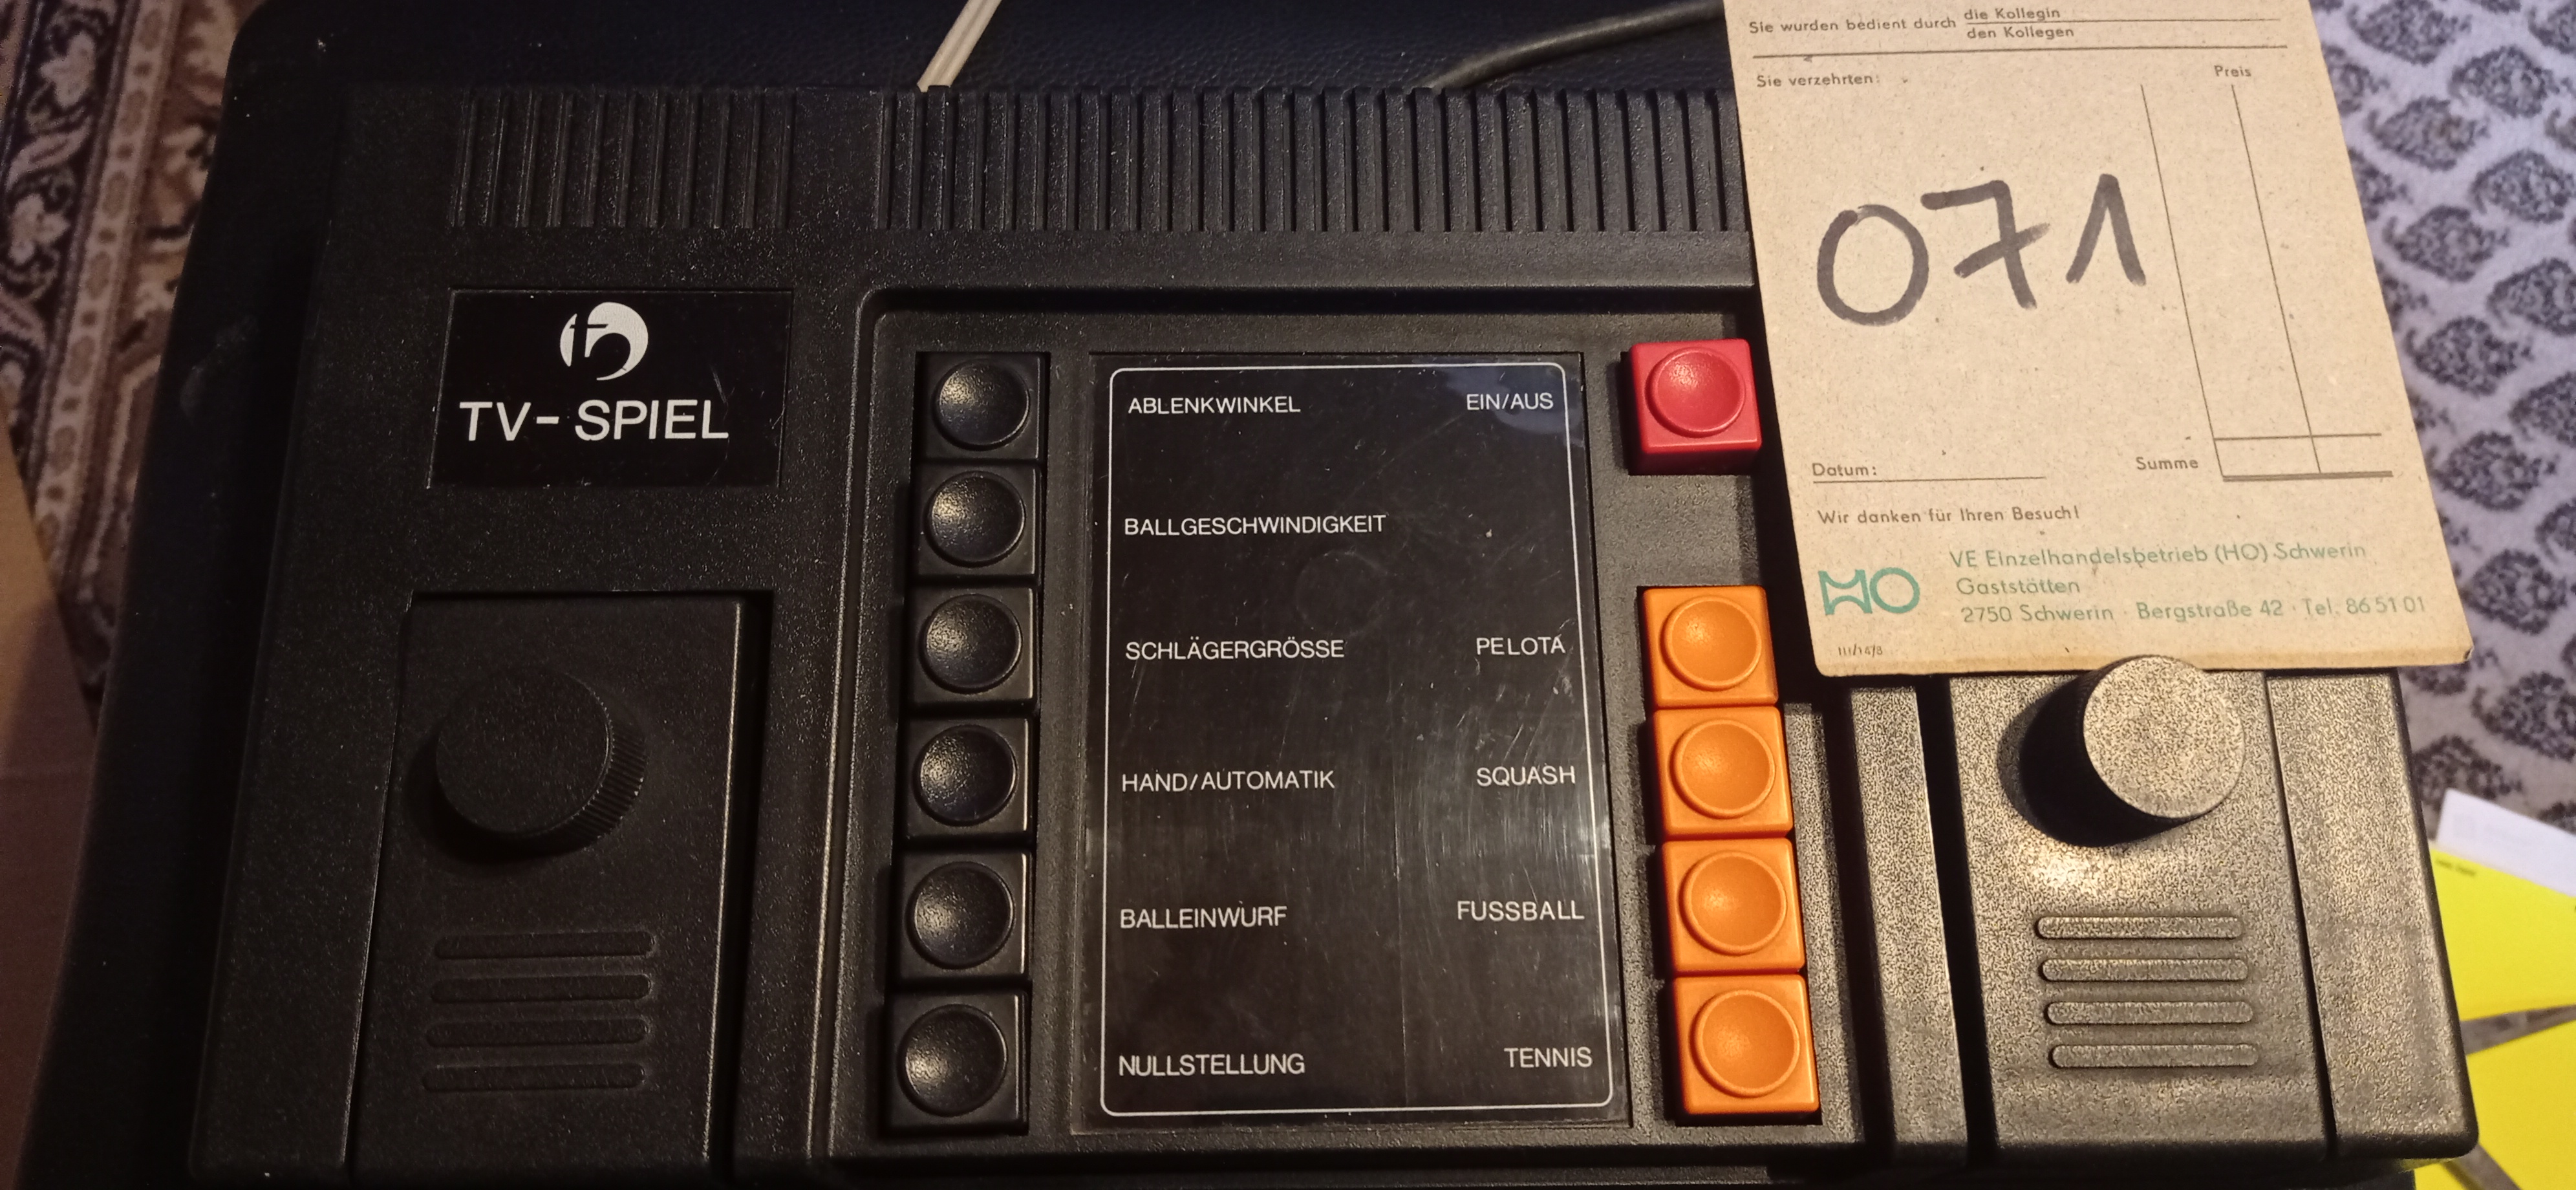 TV-SPIEL
ABLENKWINKEL EIN/AUS
BALLGESCHWINDIGKEIT
SCHLÄGERGRÖSSE PELOTA
HAND/AUTOMATIK SQUASH
BALLEINWURF FUSSBALL
NULLSTELLUNG TENNIS
Sie wurden bedient durch die Kollegin
den Kollegen
Sie verzehrten: Preis
071
Datum: Summe
Wir danken für Ihren Besuch!
HO
VE Einzelhandelsbetrieb (HO) Schwerin
Gaststätten
2750 Schwerin · Bergstraße 42 · Tel. 86 51 01